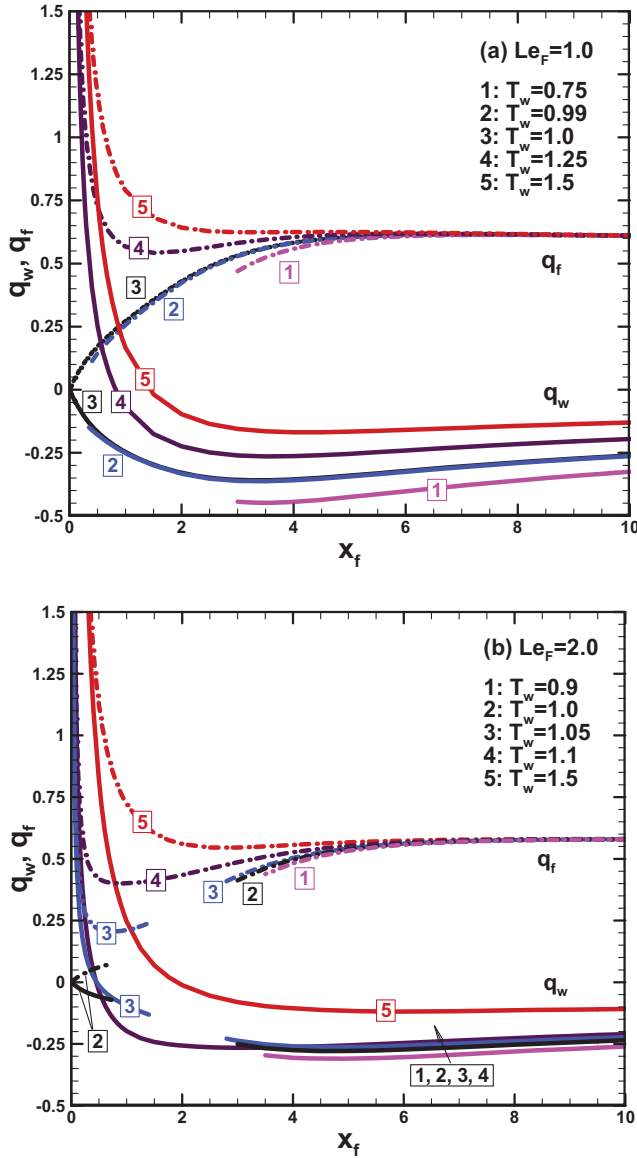 (a) Le_F=1.0
1: T_w=0.75
2: T_w=0.99
3: T_w=1.0
4: T_w=1.25
5: T_w=1.5
q_w, q_f
1.5
1.25
1
0.75
0.5
0.25
0
-0.25
-0.5
5
4
3
2
1
q_f
3
4
5
q_w
2
1
0 2 4 6 8 10
x_f
(b) Le_F=2.0
1: T_w=0.9
2: T_w=1.0
3: T_w=1.05
4: T_w=1.1
5: T_w=1.5
q_w, q_f
1.5
1.25
1
0.75
0.5
0.25
0
-0.25
-0.5
5
4
3
2
1
q_f
3
3
2
q_w
5
1, 2, 3, 4
0 2 4 6 8 10
x_f